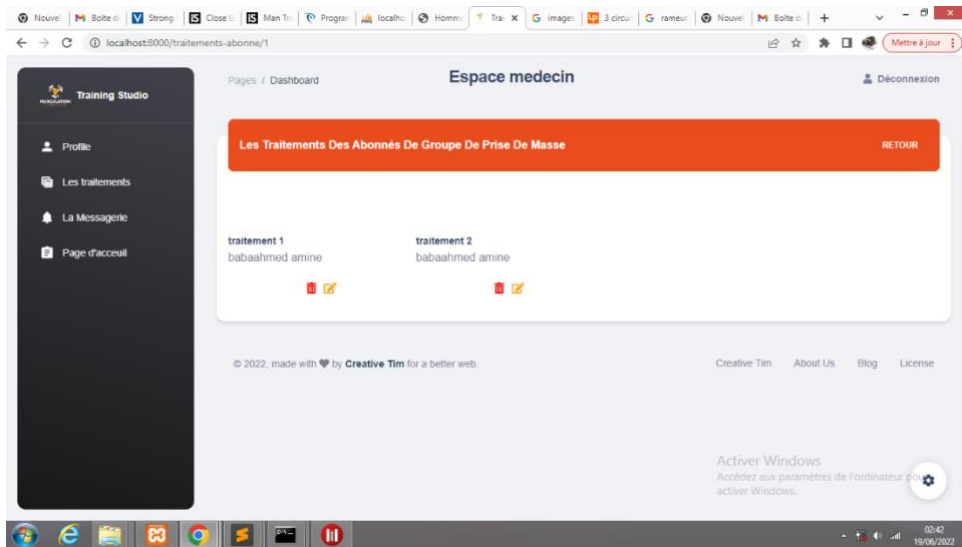 Nouvel
Boîte d
Strong
Close U
Man Tr
Progra
localho
Homme
Tra
images
3 circu
rameur
Nouvel
Boîte d
localhost:8000/traitements-abonne/1
Mettre à jour
MUSCULATION
Training Studio
Pages / Dashboard
Espace medecin
Déconnexion
Profile
Les traitements
La Messagerie
Page d'acceuil
Les Traitements Des Abonnés De Groupe De Prise De Masse
RETOUR
traitement 1
babaahmed amine
traitement 2
babaahmed amine
© 2022, made with by Creative Tim for a better web.
Creative Tim About Us Blog License
Activer Windows
Accédez aux paramètres de l'ordinateur pour
activer Windows.
02:42
19/06/2022